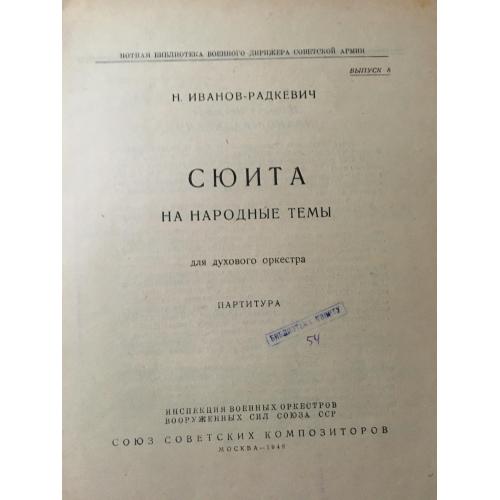 НОТНАЯ БИБЛИОТЕКА ВОЕННОГО ДИРИЖЕРА СОВЕТСКОЙ АРМИИ
ВЫПУСК 8
Н. ИВАНОВ-РАДКЕВИЧ
СЮИТА
НА НАРОДНЫЕ ТЕМЫ
для духового оркестра
ПАРТИТУРА
БИБЛИОТЕКА
54
ИНСПЕКЦИЯ ВОЕННЫХ ОРКЕСТРОВ
ВООРУЖЕННЫХ СИЛ СОЮЗА ССР
СОЮЗ СОВЕТСКИХ КОМПОЗИТОРОВ